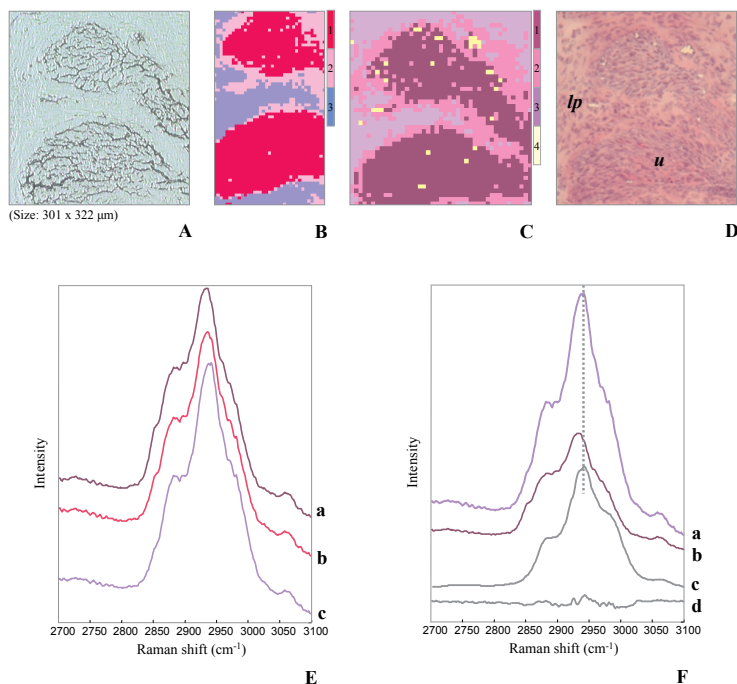 1
2
3
1
2
3
4
lp
u
(Size: 301 x 322 μm)
A
B
C
D
Intensity
a
b
c
2700 2750 2800 2850 2900 2950 3000 3050 3100
Raman shift (cm⁻¹)
E
Intensity
a
b
c
d
2700 2750 2800 2850 2900 2950 3000 3050 3100
Raman shift (cm⁻¹)
F